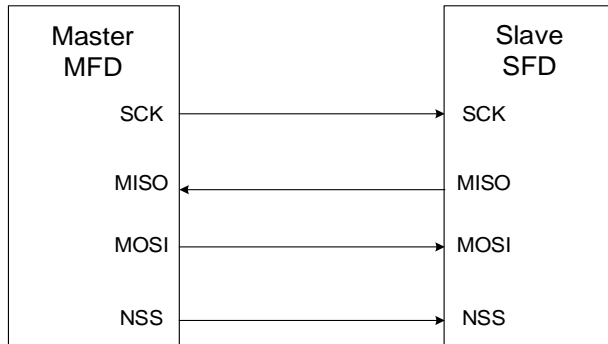 Master
MFD
Slave
SFD
SCK
SCK
MISO
MISO
MOSI
MOSI
NSS
NSS